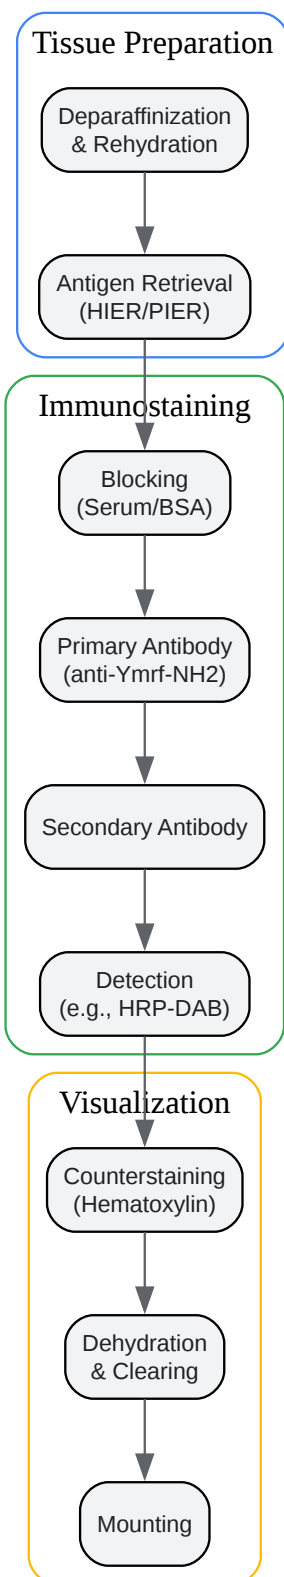 Tissue Preparation
Deparaffinization
& Rehydration
Antigen Retrieval
(HIER/PIER)
Immunostaining
Blocking
(Serum/BSA)
Primary Antibody
(anti-Ymrf-NH2)
Secondary Antibody
Detection
(e.g., HRP-DAB)
Visualization
Counterstaining
(Hematoxylin)
Dehydration
& Clearing
Mounting